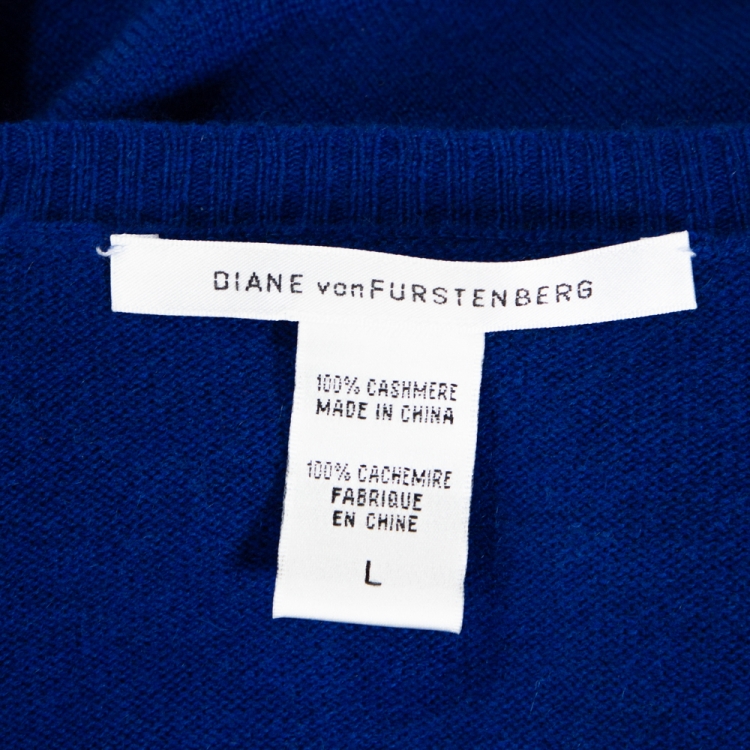 DIANE vonFURSTENBERG
100% CASHMERE
MADE IN CHINA
100% CACHEMIRE
FABRIQUE
EN CHINE
L